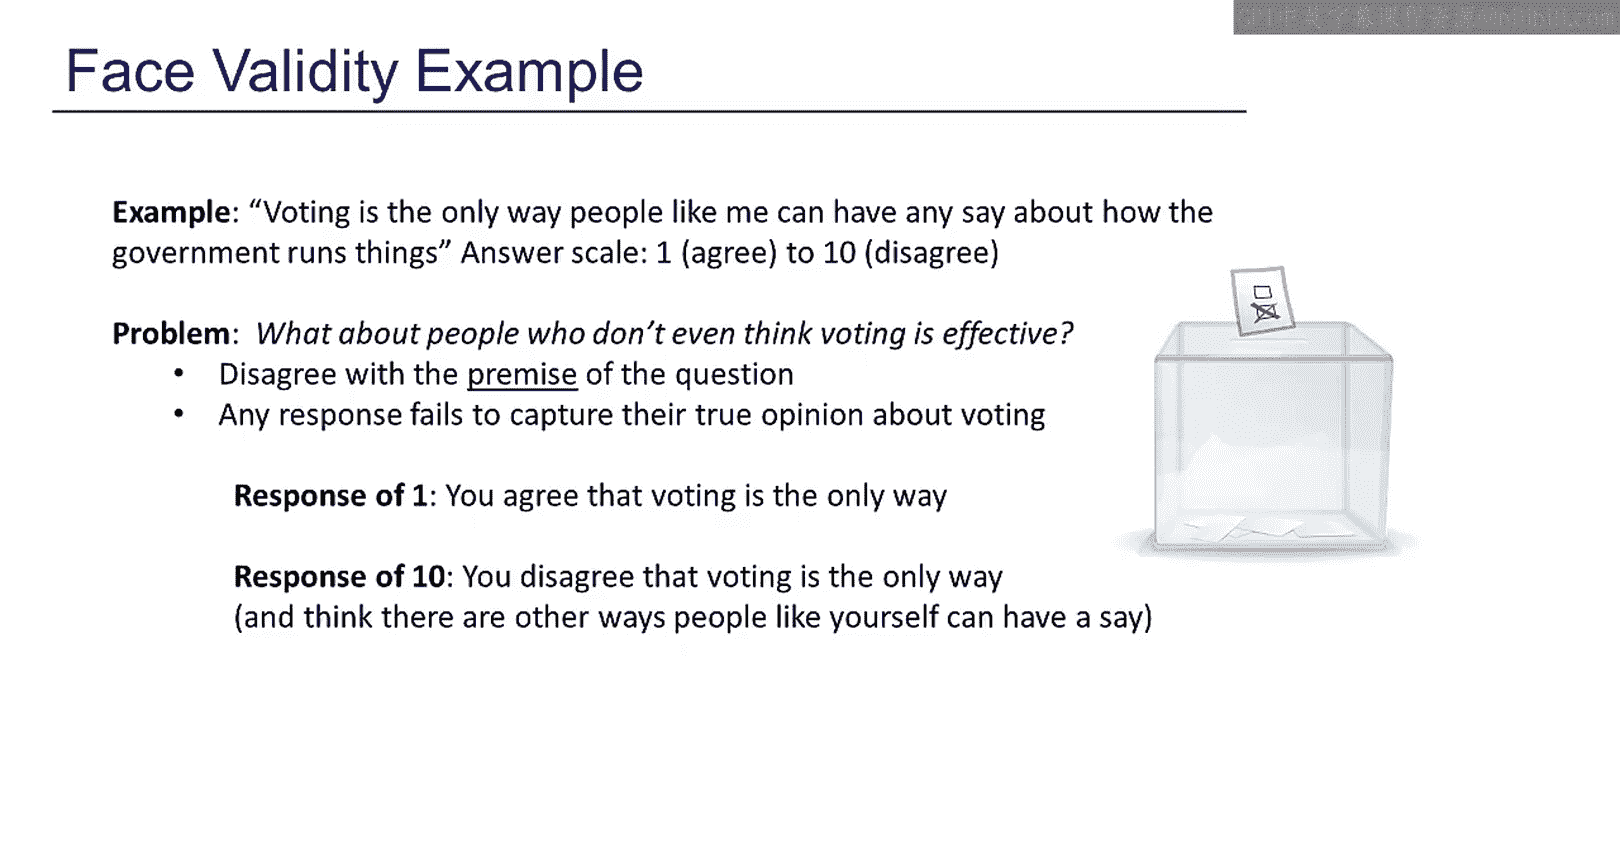 Face Validity Example
Example: “Voting is the only way people like me can have any say about how the
government runs things” Answer scale: 1 (agree) to 10 (disagree)
Problem: What about people who don’t even think voting is effective?
• Disagree with the premise of the question
• Any response fails to capture their true opinion about voting
Response of 1: You agree that voting is the only way
Response of 10: You disagree that voting is the only way
(and think there are other ways people like yourself can have a say)